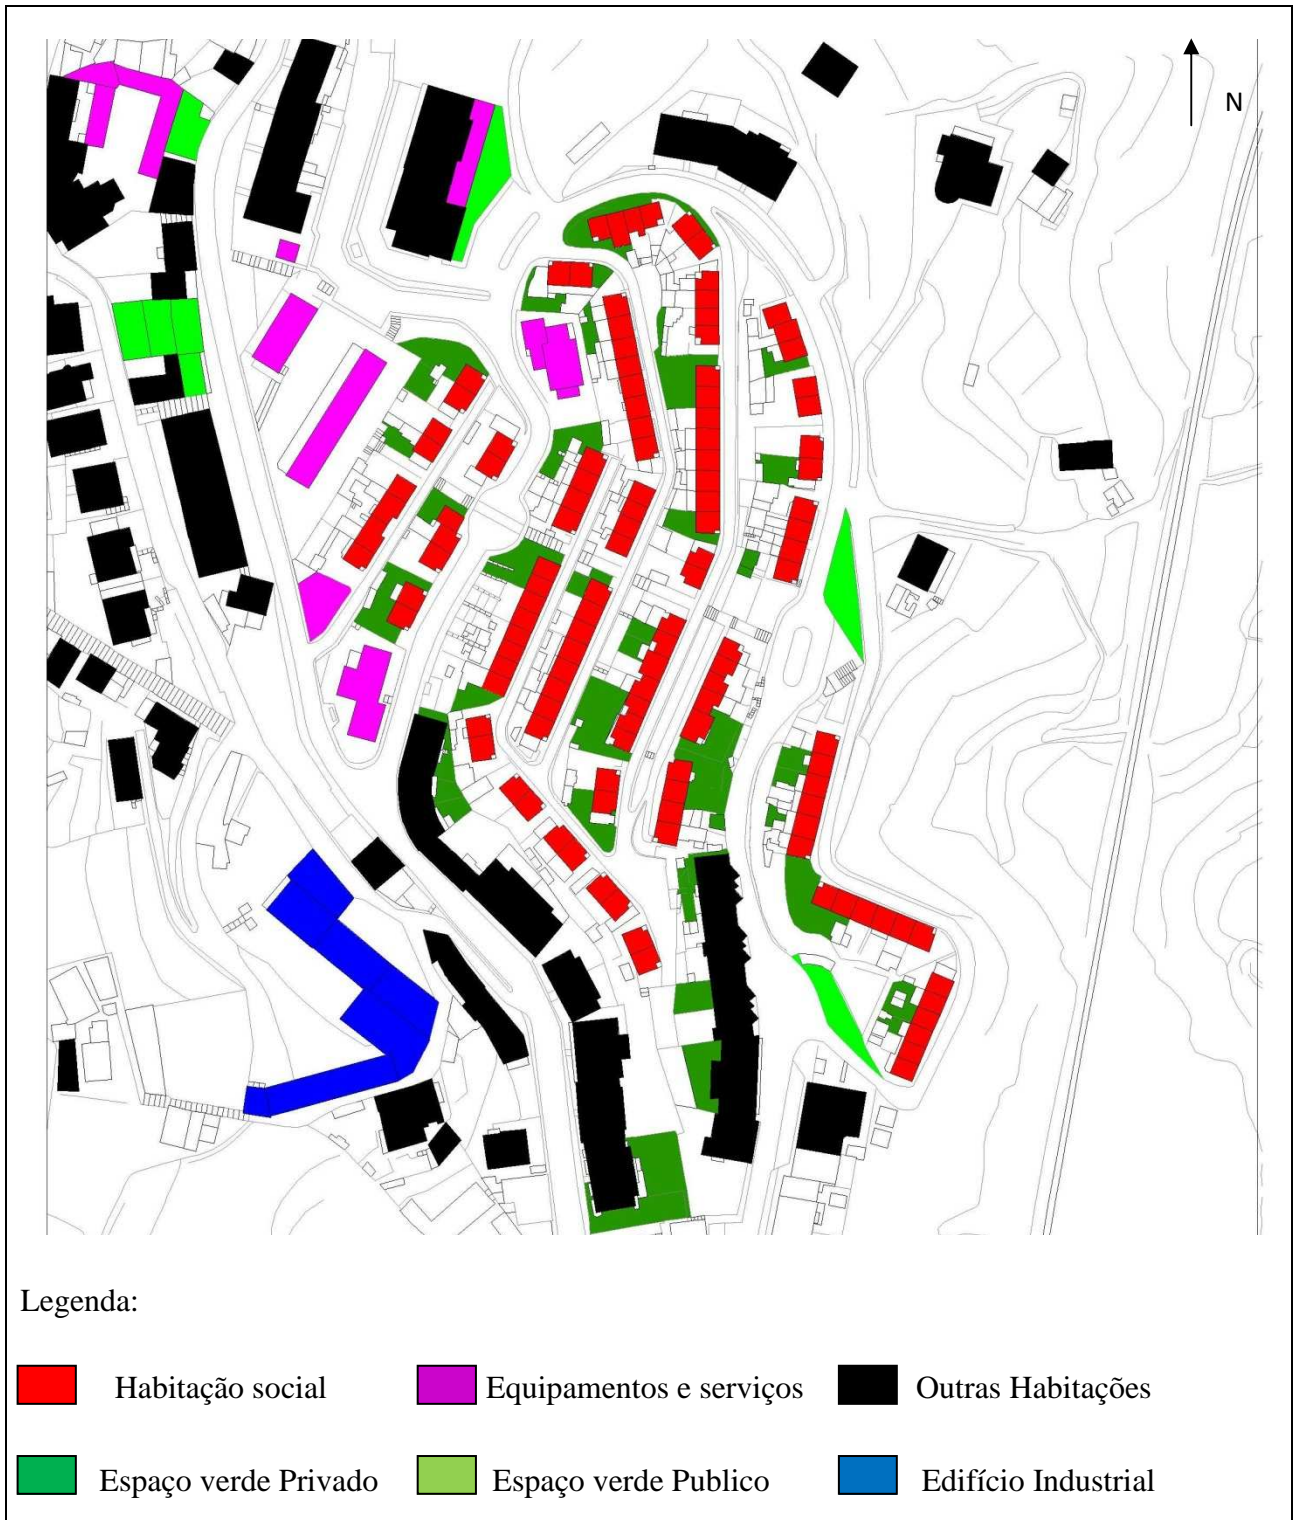 N
Legenda:
Habitação social Equipamentos e serviços Outras Habitações
Espaço verde Privado Espaço verde Publico Edifício Industrial